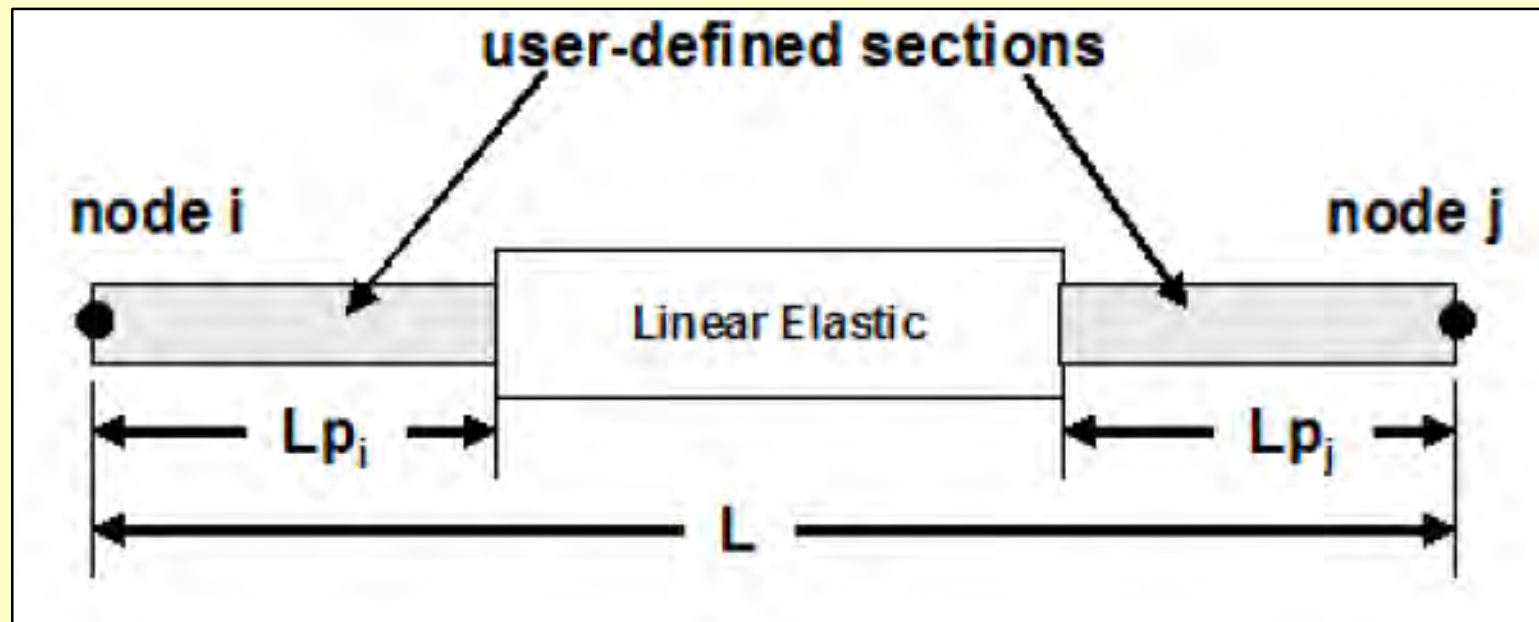 user-defined sections
node i
node j
Linear Elastic
Lpi
Lpj
L